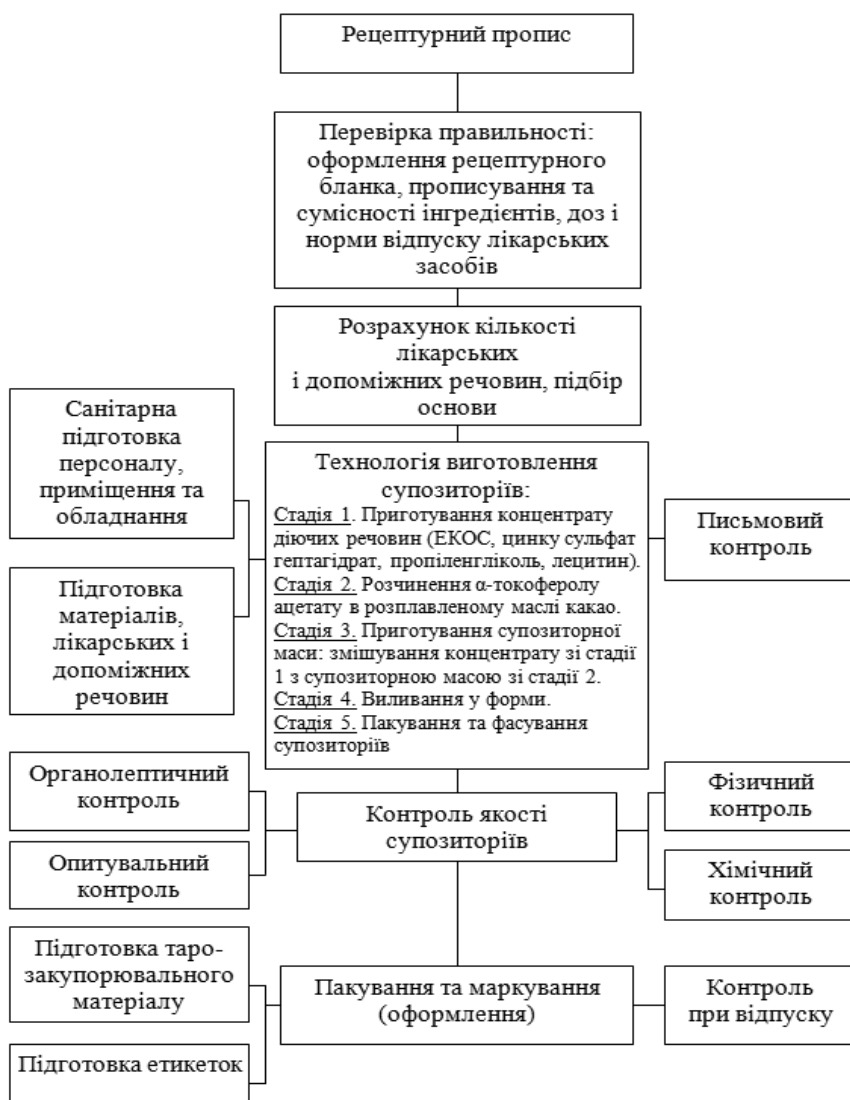 Рецептурний пропис
Перевірка правильності:
оформлення рецептурного
бланка, прописування та
сумісності інгредієнтів, доз і
норми відпуску лікарських
засобів
Розрахунок кількості
лікарських
і допоміжних речовин, підбір
основи
Санітарна
підготовка
персоналу,
приміщення та
обладнання
Підготовка
матеріалів,
лікарських і
допоміжних
речовин
Технологія виготовлення
супозиторіїв:
Стадія 1. Приготування концентрату
діючих речовин (ЕКОС, цинку сульфат
гептагідрат, пропіленгліколь, лецитин).
Стадія 2. Розчинення α-токоферолу
ацетату в розплавленому маслі какао.
Стадія 3. Приготування супозиторної
маси: змішування концентрату зі стадії
1 з супозиторною масою зі стадії 2.
Стадія 4. Виливання у форми.
Стадія 5. Пакування та фасування
супозиторіїв
Письмовий
контроль
Органолептичний
контроль
Опитувальний
контроль
Контроль якості
супозиторіїв
Фізичний
контроль
Хімічний
контроль
Підготовка таро-
закупорювального
матеріалу
Підготовка етикеток
Пакування та маркування
(оформлення)
Контроль
при відпуску